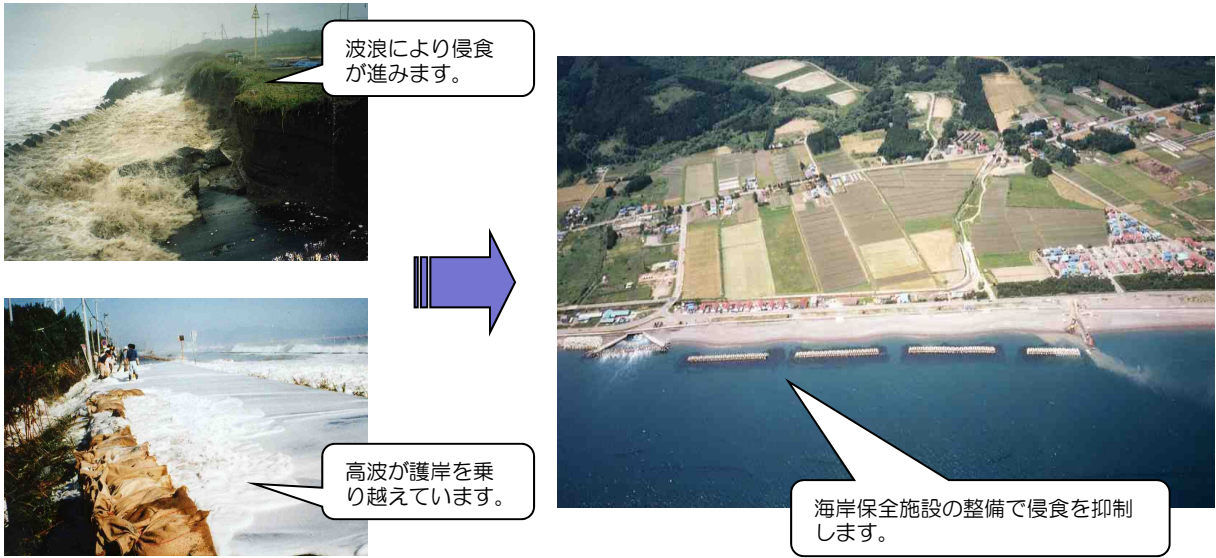 波浪により侵食
が進みます。
高波が護岸を乗
り越えています。
海岸保全施設の整備で侵食を抑制
します。